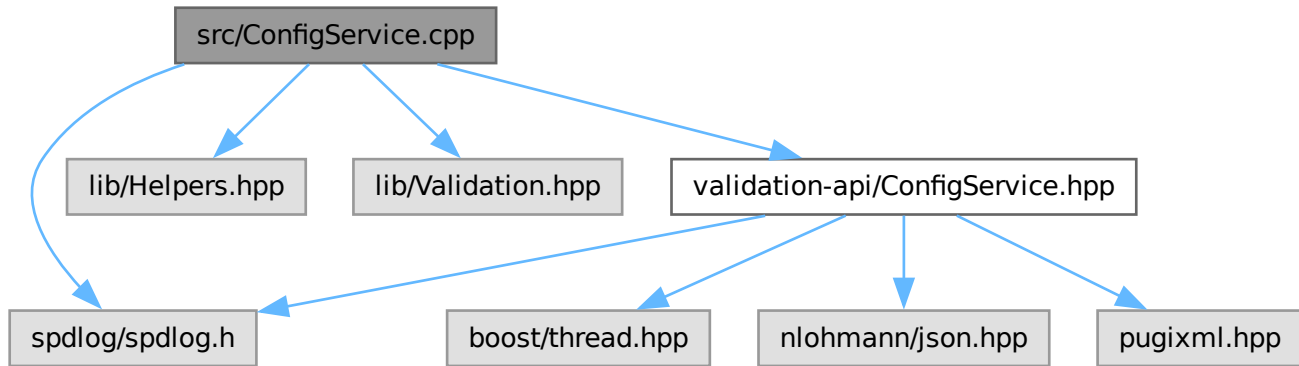 src/ConfigService.cpp
lib/Helpers.hpp
lib/Validation.hpp
validation-api/ConfigService.hpp
spdlog/spdlog.h
boost/thread.hpp
nlohmann/json.hpp
pugixml.hpp